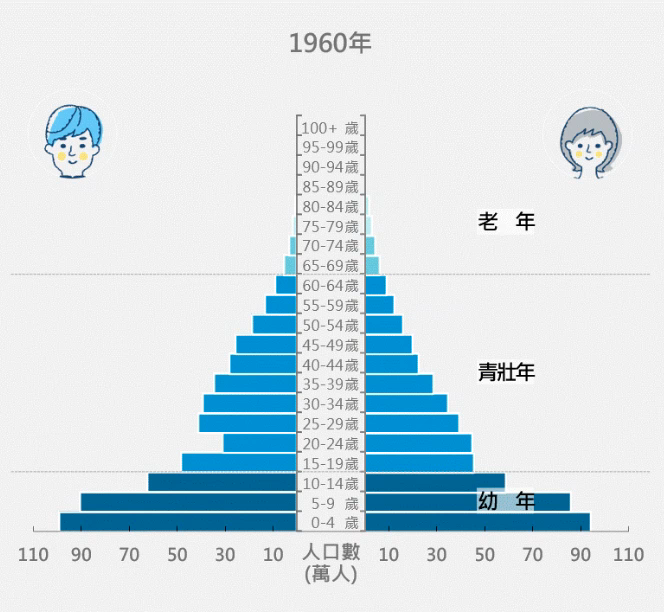 1960年
100+ 歲
95-99歲
90-94歲
85-89歲
80-84歲
75-79歲
70-74歲
65-69歲
老 年
60-64歲
55-59歲
50-54歲
45-49歲
40-44歲
35-39歲
30-34歲
25-29歲
20-24歲
15-19歲
青壯年
10-14歲
5-9 歲
0-4 歲
幼 年
110 90 70 50 30 10 人口數 10 30 50 70 90 110
(萬人)